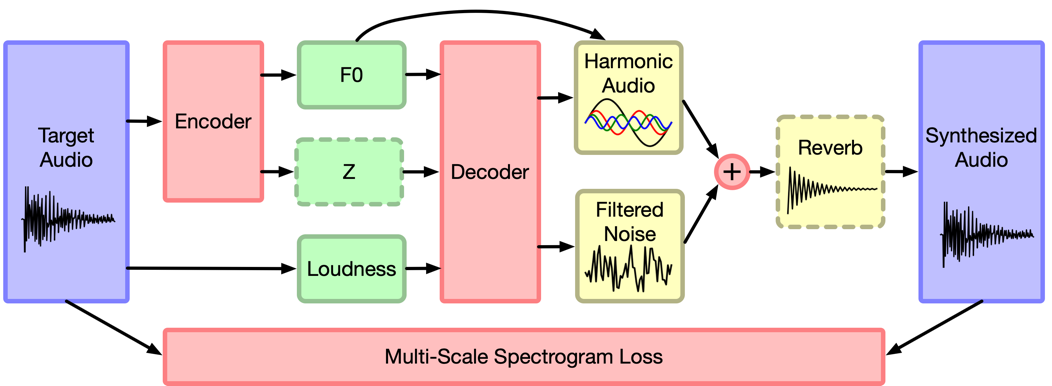 Target
Audio
Encoder
F0
Z
Loudness
Decoder
Harmonic
Audio
Filtered
Noise
+
Reverb
Synthesized
Audio
Multi-Scale Spectrogram Loss